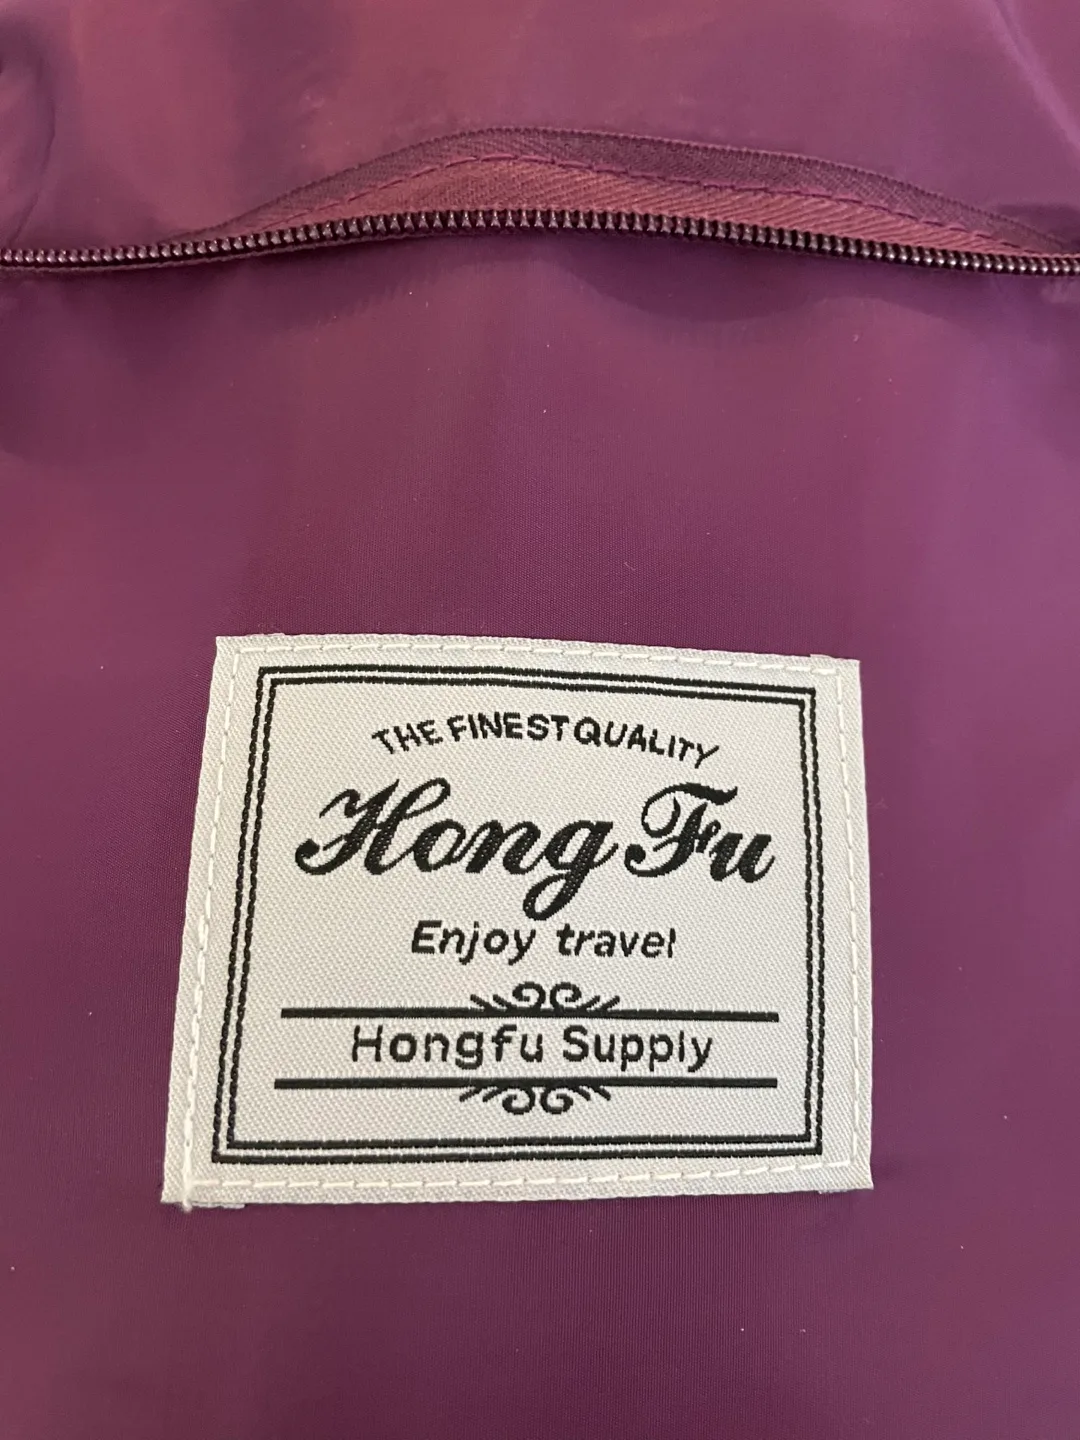 THE FINEST QUALITY
Hong Fu
Enjoy travel
Hongfu Supply